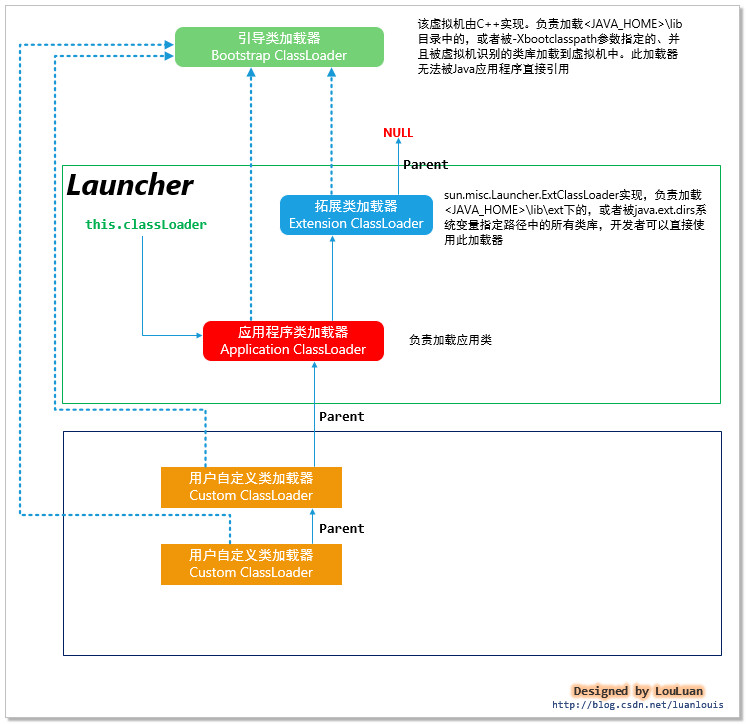 引导类加载器
Bootstrap ClassLoader
该虚拟机由C++实现。负责加载<JAVA_HOME>\lib
目录中的，或者被-Xbootclasspath参数指定的、并
且被虚拟机识别的类库加载到虚拟机中。此加载器
无法被Java应用程序直接引用
NULL
Parent
Launcher
this.classLoader
拓展类加载器
Extension ClassLoader
sun.misc.Launcher.ExtClassLoader实现，负责加载
<JAVA_HOME>\lib\ext下的，或者被java.ext.dirs系
统变量指定路径中的所有类库，开发者可以直接使
用此加载器
应用程序类加载器
Application ClassLoader
负责加载应用类
Parent
用户自定义类加载器
Custom ClassLoader
Parent
用户自定义类加载器
Custom ClassLoader
Designed by LouLuan
http://blog.csdn.net/luanlouis